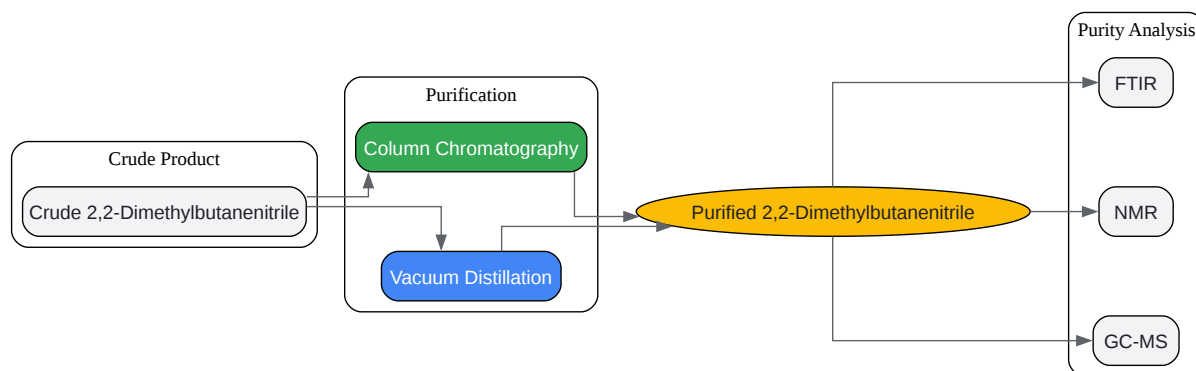 Crude Product
Crude 2,2-Dimethylbutanenitrile
Purification
Column Chromatography
Vacuum Distillation
Purified 2,2-Dimethylbutanenitrile
Purity Analysis
FTIR
NMR
GC-MS